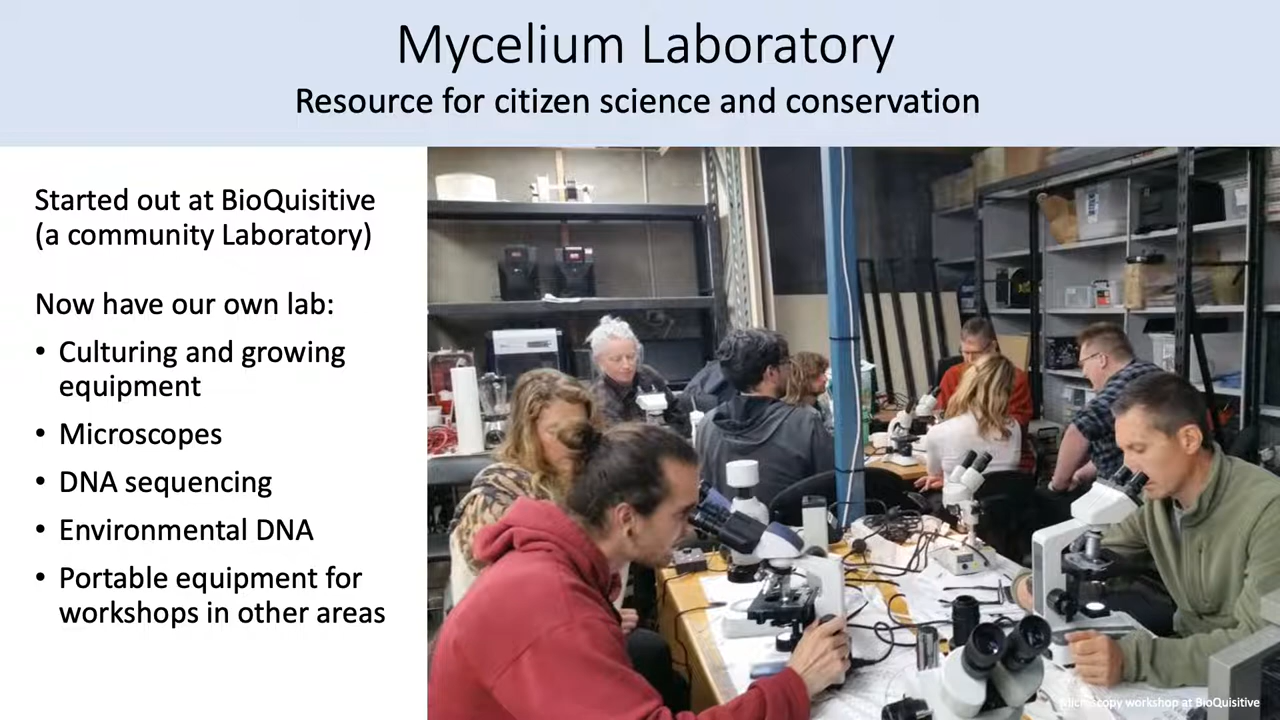 Mycelium Laboratory
Resource for citizen science and conservation
Started out at BioQuisitive
(a community Laboratory)
Now have our own lab:
• Culturing and growing
equipment
• Microscopes
• DNA sequencing
• Environmental DNA
• Portable equipment for
workshops in other areas
Microscopy workshop at BioQuisitive